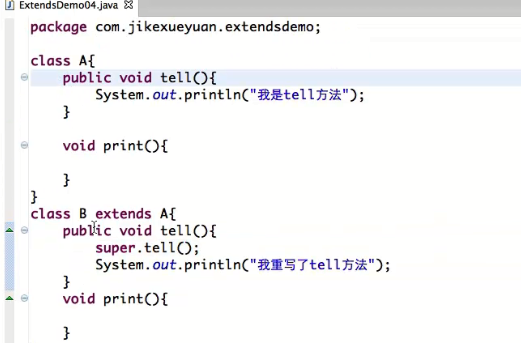 ExtendsDemo04.java
package com.jikexueyuan.extendsdemo;
class A{
public void tell(){
System.out.println("我是tell方法");
}
void print(){
}
}
class B extends A{
public void tell(){
super.tell();
System.out.println("我重写了tell方法");
}
void print(){
}